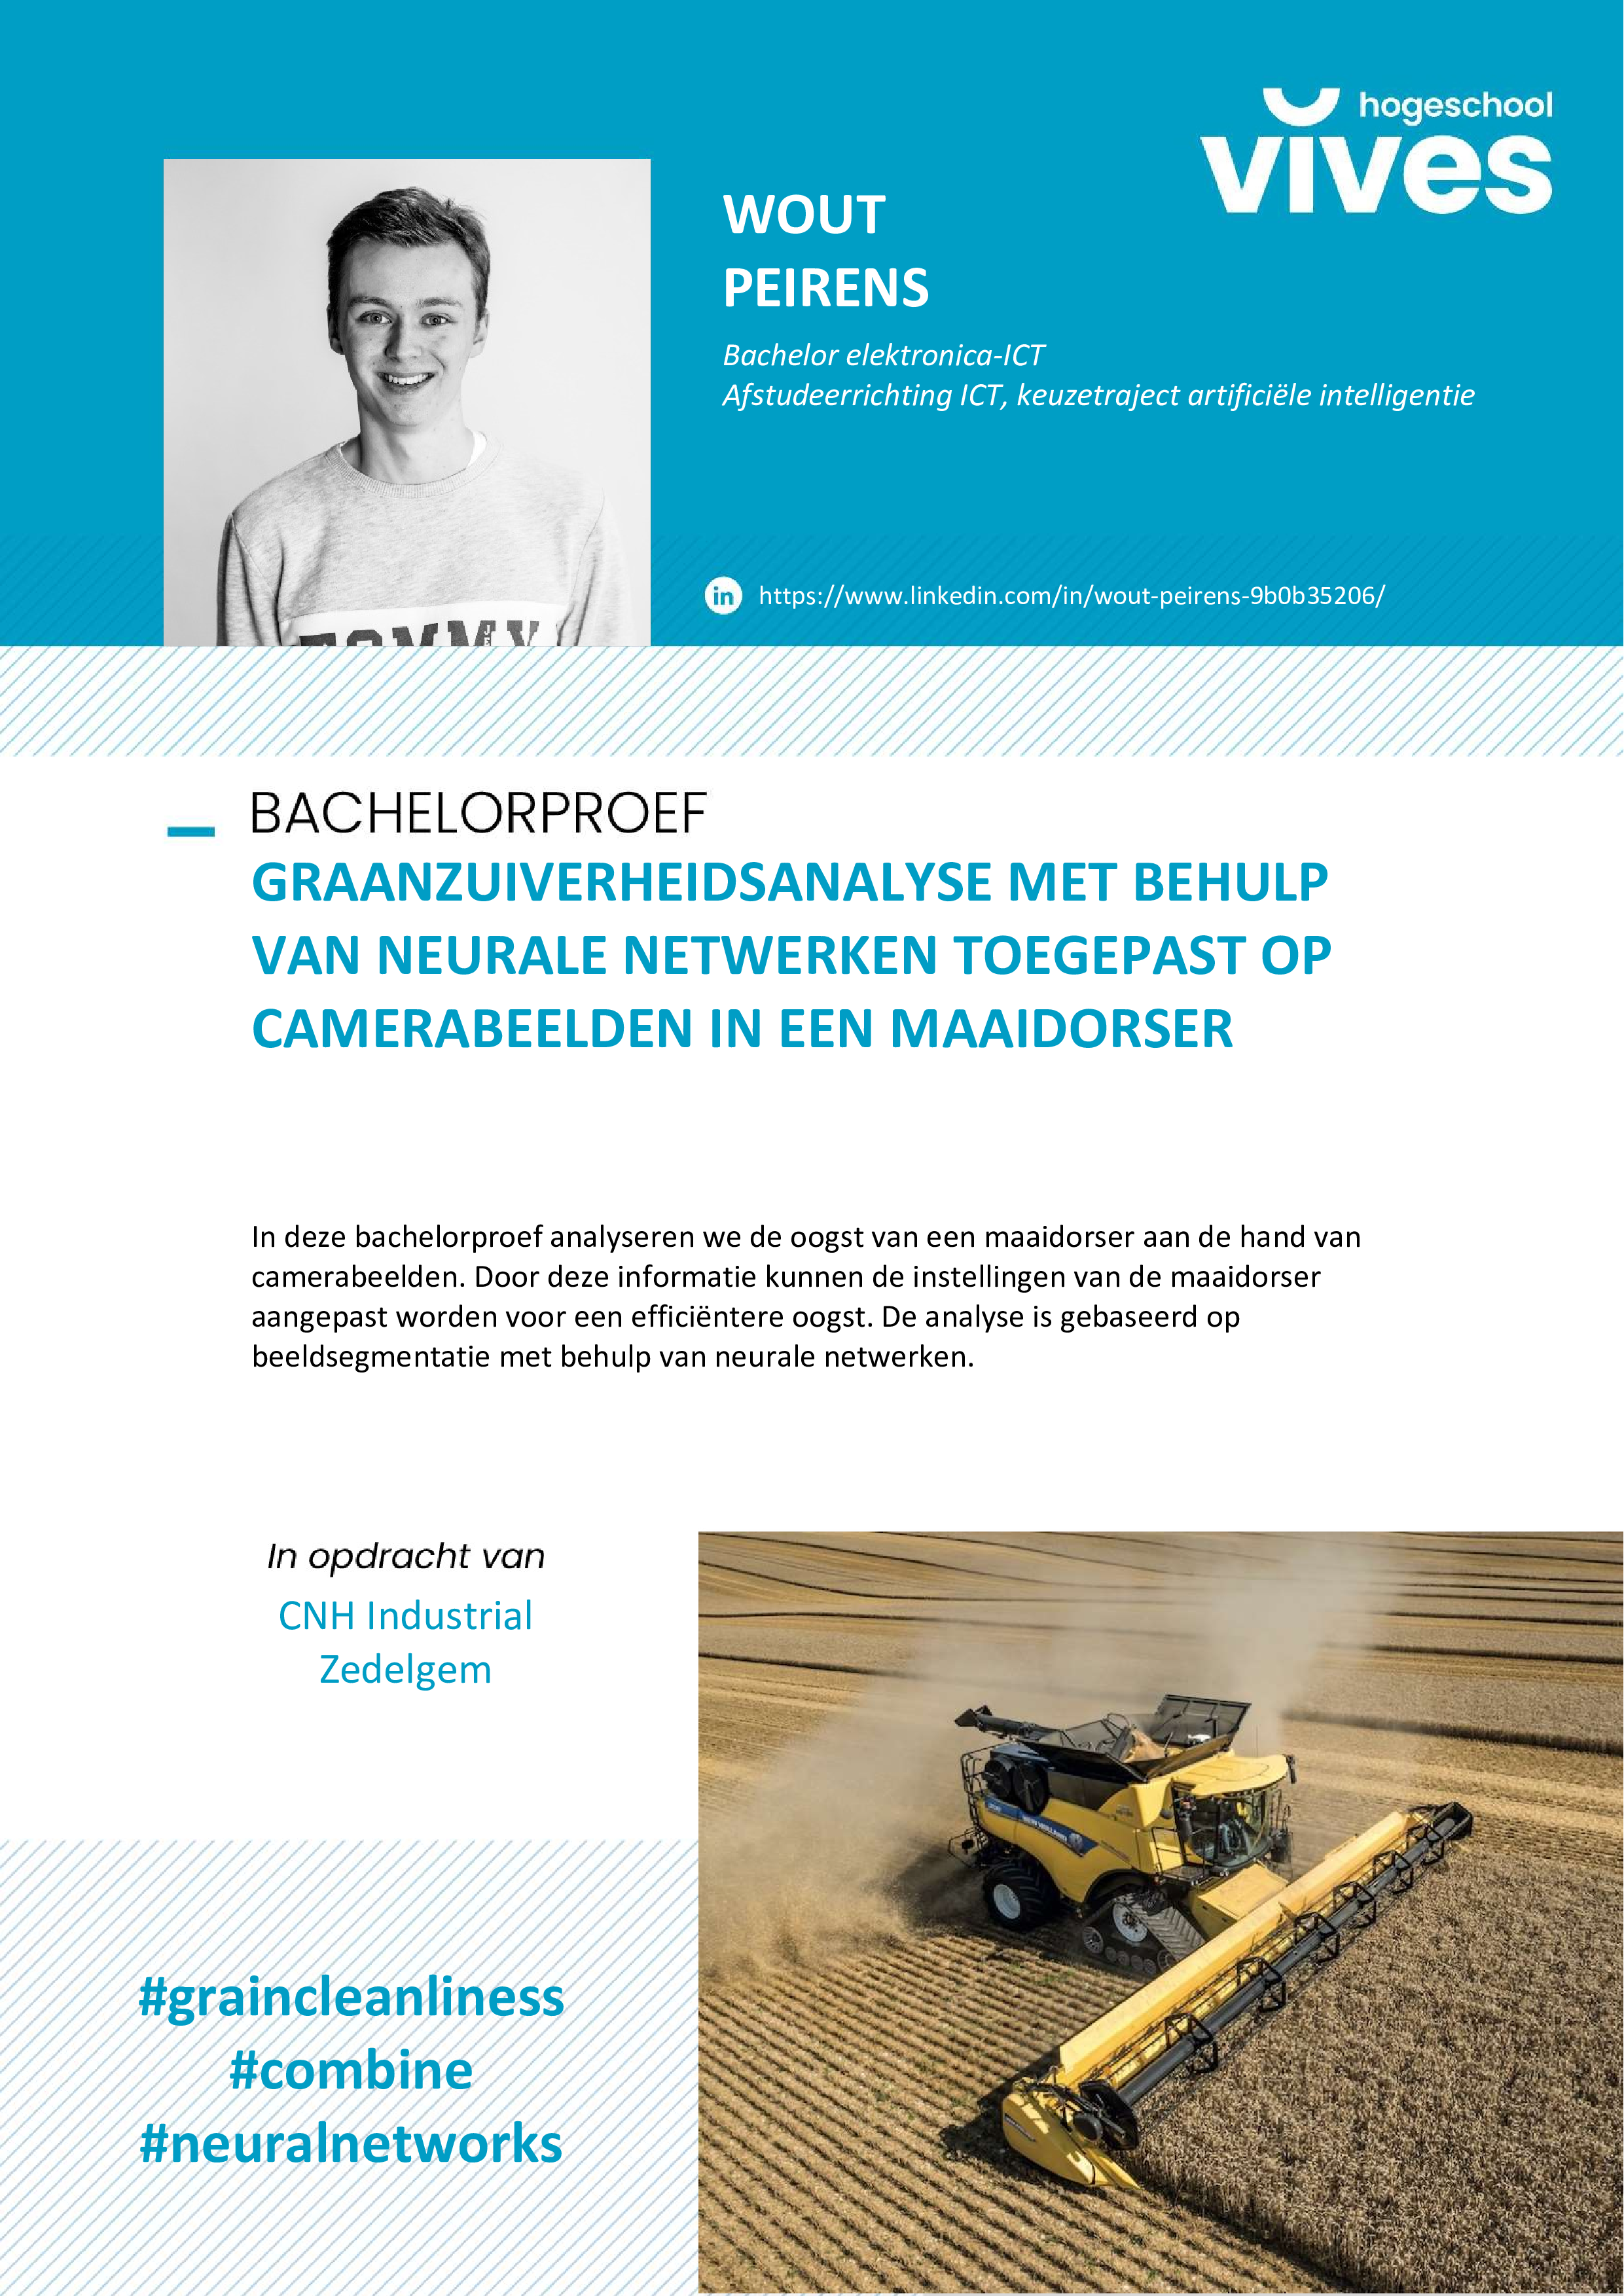 hogeschool
vives
WOUT
PEIRENS
Bachelor elektronica-ICT
Afstudeerrichting ICT, keuzetraject artificiële intelligentie
in https://www.linkedin.com/in/wout-peirens-9b0b35206/
TOMMY
BACHELORPROEF
GRAANZUIVERHEIDSANALYSE MET BEHULP
VAN NEURALE NETWERKEN TOEGEPAST OP
CAMERABEELDEN IN EEN MAAIDORSER
In deze bachelorproef analyseren we de oogst van een maaidorser aan de hand van
camerabeelden. Door deze informatie kunnen de instellingen van de maaidorser
aangepast worden voor een efficiëntere oogst. De analyse is gebaseerd op
beeldsegmentatie met behulp van neurale netwerken.
In opdracht van
CNH Industrial
Zedelgem
NEW HOLLAND
#graincleanliness
#combine
#neuralnetworks